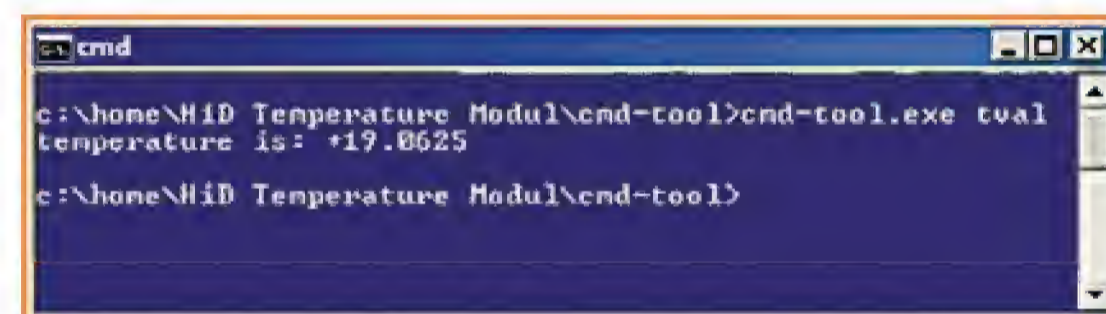 cmd
c:\home\HiD Temperature Modul\cmd-tool>cmd-tool.exe tval
temperature is: +19.0625
c:\home\HiD Temperature Modul\cmd-tool>